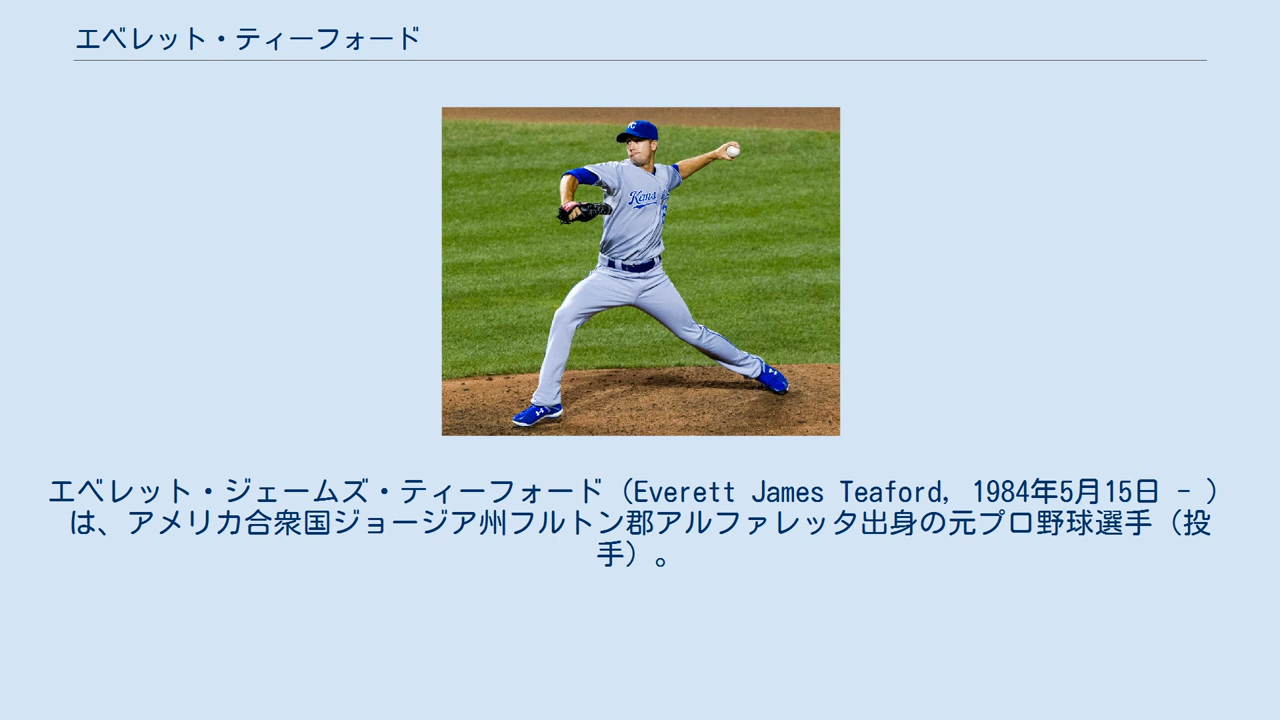 エベレット・ティーフォード
KC
Kans
エベレット・ジェームズ・ティーフォード（Everett James Teaford, 1984年5月15日 - ）
は、アメリカ合衆国ジョージア州フルトン郡アルファレッタ出身の元プロ野球選手（投
手）。